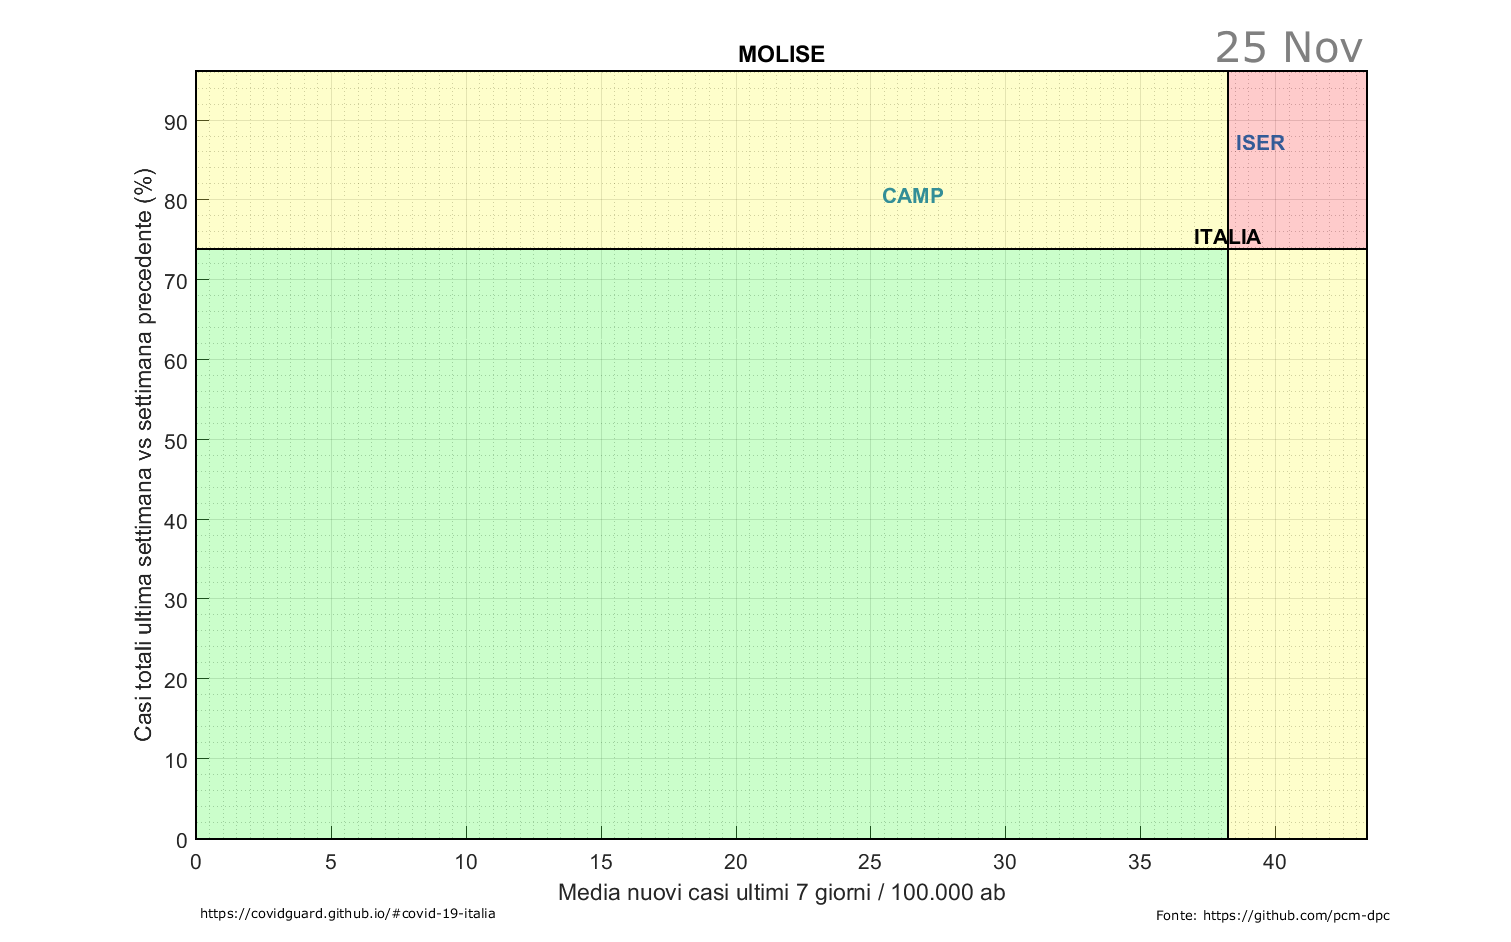 25 Nov
MOLISE
90
80
70
60
50
40
30
20
10
0
Casi totali ultima settimana vs settimana precedente (%)
ISER
CAMP
ITALIA
0 5 10 15 20 25 30 35 40
Media nuovi casi ultimi 7 giorni / 100.000 ab
https://covidguard.github.io/#covid-19-italia
Fonte: https://github.com/pcm-dpc